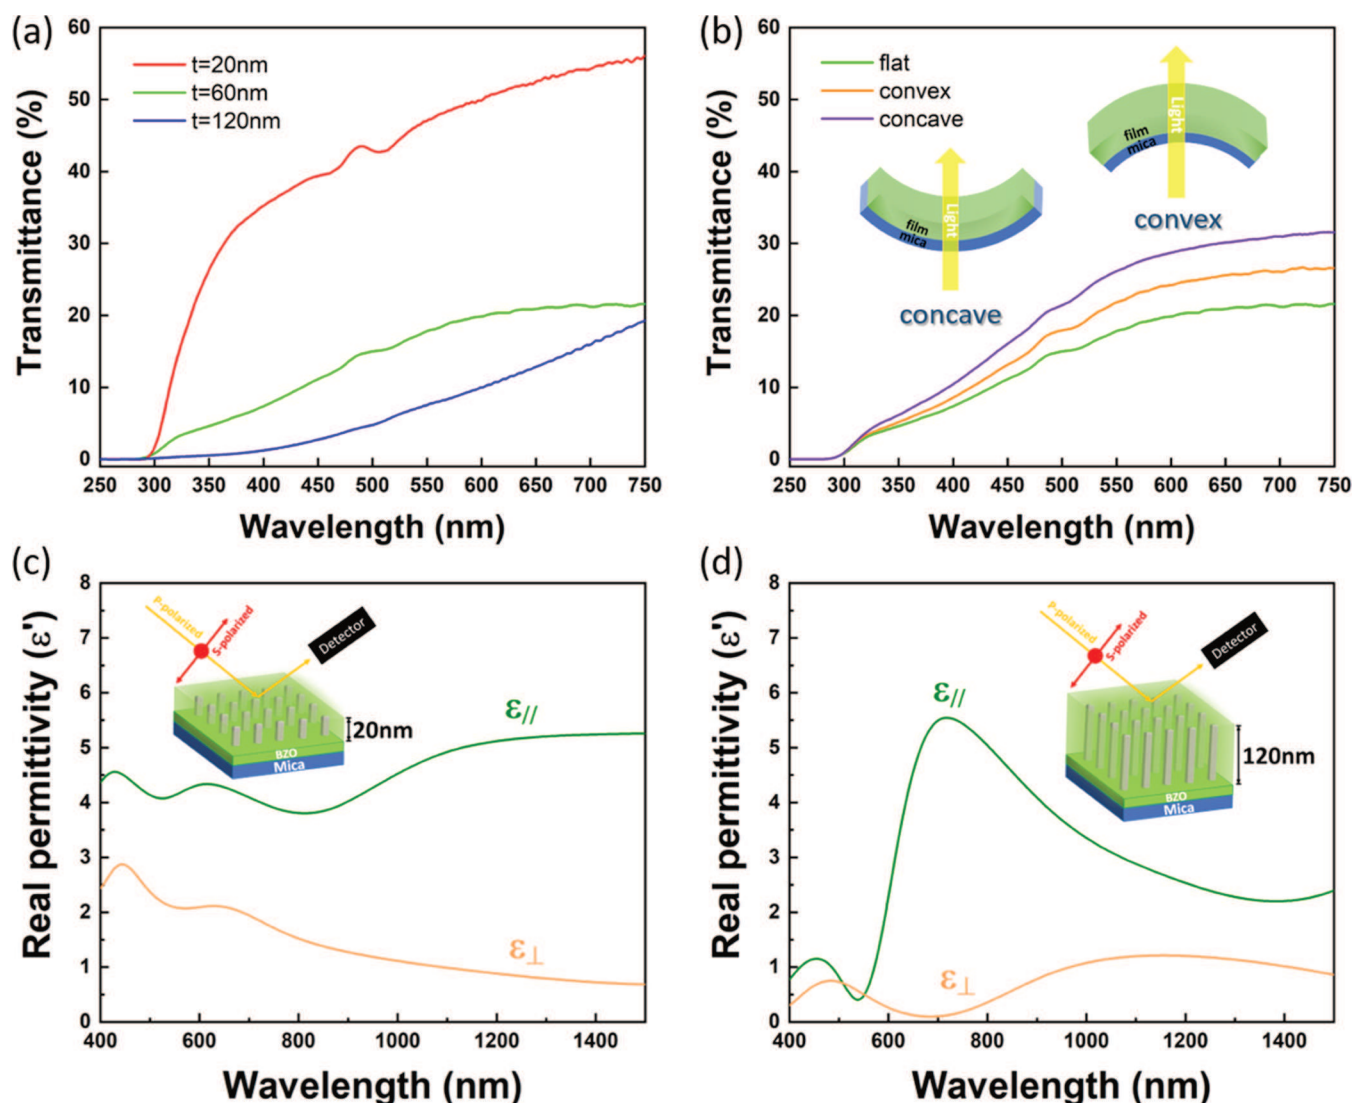 (a)
60
50
40
30
20
10
0
Transmittance (%)
t=20nm
t=60nm
t=120nm
250 300 350 400 450 500 550 600 650 700 750
Wavelength (nm)
(b)
60
50
40
30
20
10
0
Transmittance (%)
flat
convex
concave
Light
film
mica
convex
Light
film
mica
concave
250 300 350 400 450 500 550 600 650 700 750
Wavelength (nm)
(c)
8
7
6
5
4
3
2
1
0
Real permittivity (ε')
P-polarized
S-polarized
Detector
20nm
BZO
Mica
ε//
ε⊥
400 600 800 1000 1200 1400
Wavelength (nm)
(d)
8
7
6
5
4
3
2
1
0
Real permittivity (ε')
P-polarized
S-polarized
Detector
120nm
BZO
Mica
ε//
ε⊥
400 600 800 1000 1200 1400
Wavelength (nm)